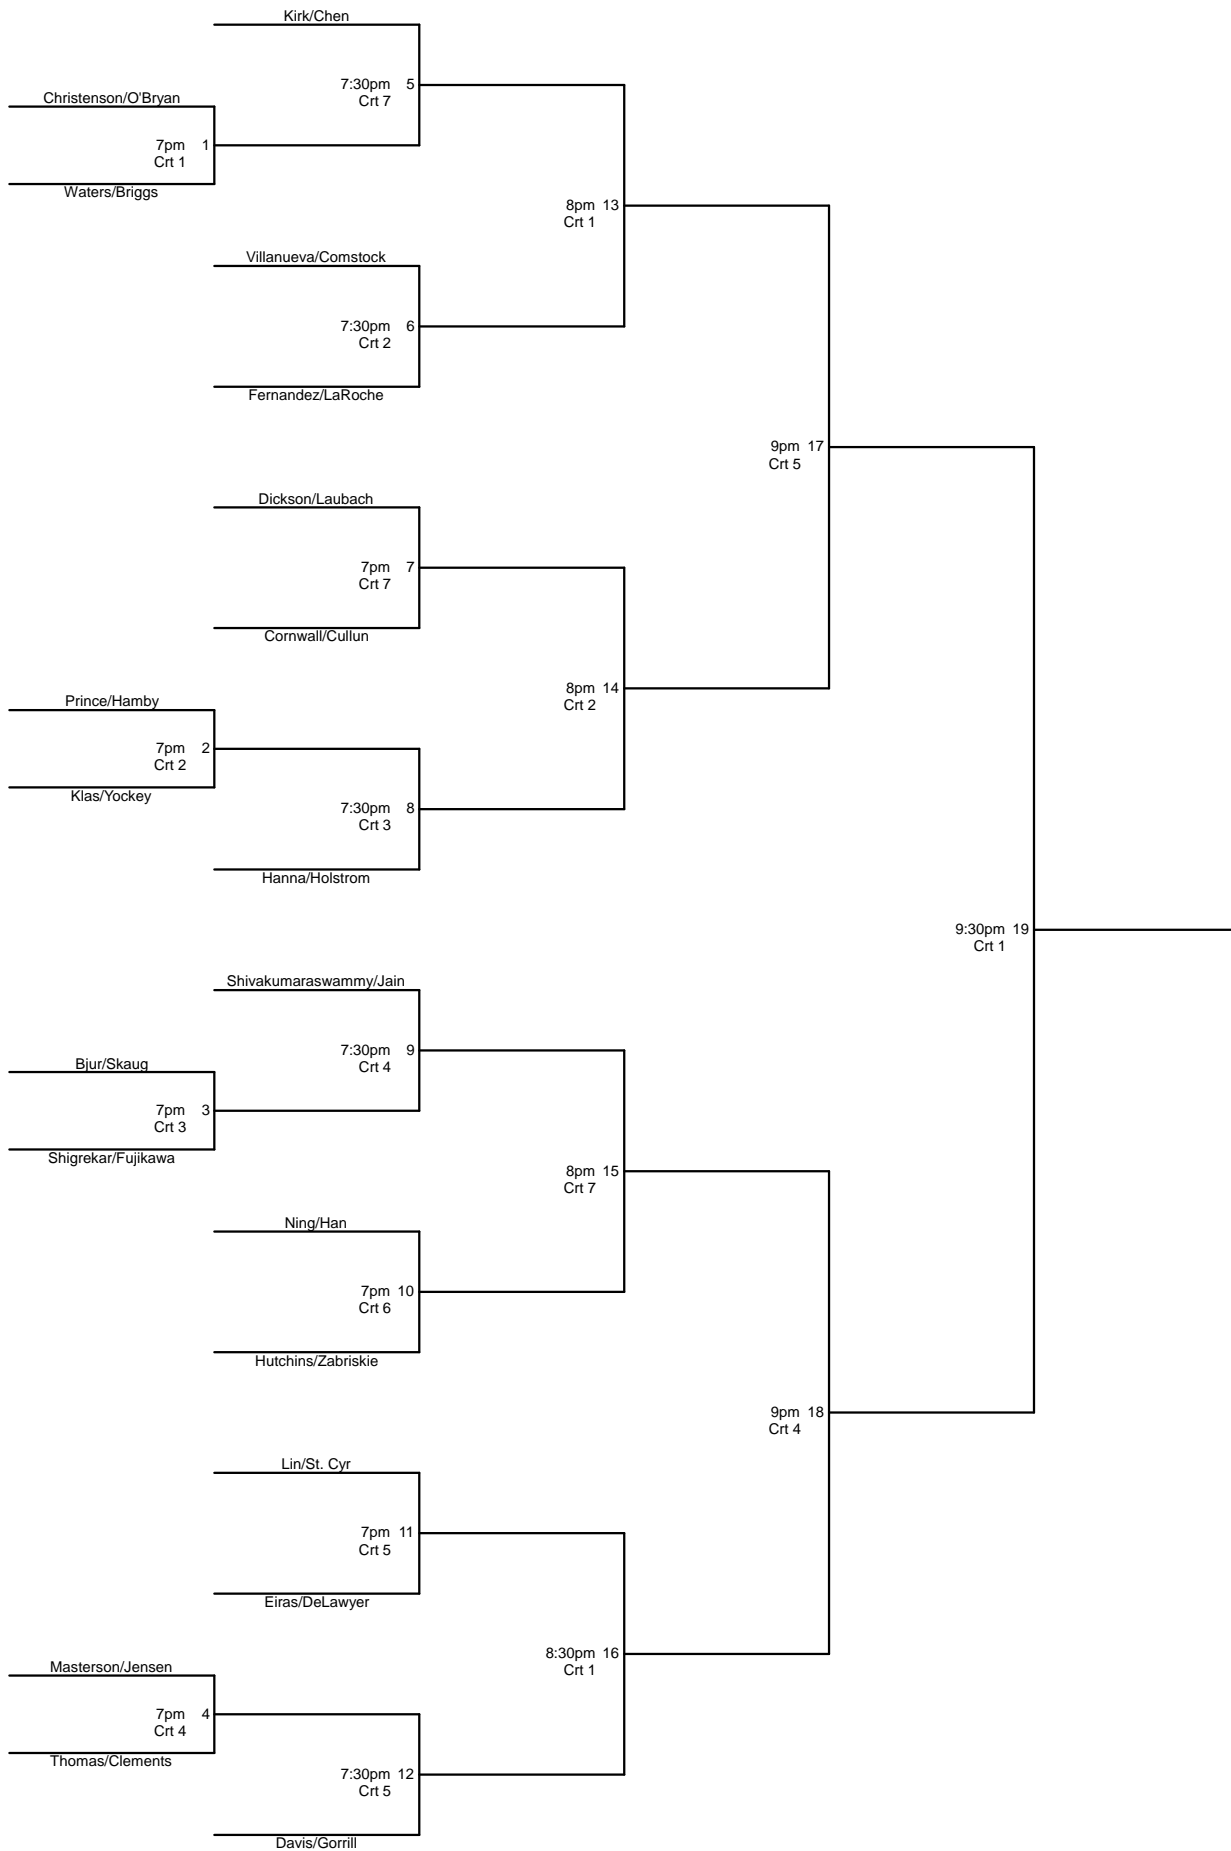 Kirk/Chen
7:30pm 5
Crt 7
Christenson/O'Bryan
7pm 1
Crt 1
Waters/Briggs
8pm 13
Crt 1
Villanueva/Comstock
7:30pm 6
Crt 2
Fernandez/LaRoche
9pm 17
Crt 5
Dickson/Laubach
7pm 7
Crt 7
Cornwall/Cullun
8pm 14
Crt 2
Prince/Hamby
7pm 2
Crt 2
Klas/Yockey
7:30pm 8
Crt 3
Hanna/Holstrom
9:30pm 19
Crt 1
Shivakumaraswammy/Jain
7:30pm 9
Crt 4
Bjur/Skaug
7pm 3
Crt 3
Shigrekar/Fujikawa
8pm 15
Crt 7
Ning/Han
7pm 10
Crt 6
Hutchins/Zabriskie
9pm 18
Crt 4
Lin/St. Cyr
7pm 11
Crt 5
Eiras/DeLawyer
8:30pm 16
Crt 1
Masterson/Jensen
7pm 4
Crt 4
Thomas/Clements
7:30pm 12
Crt 5
Davis/Gorrill